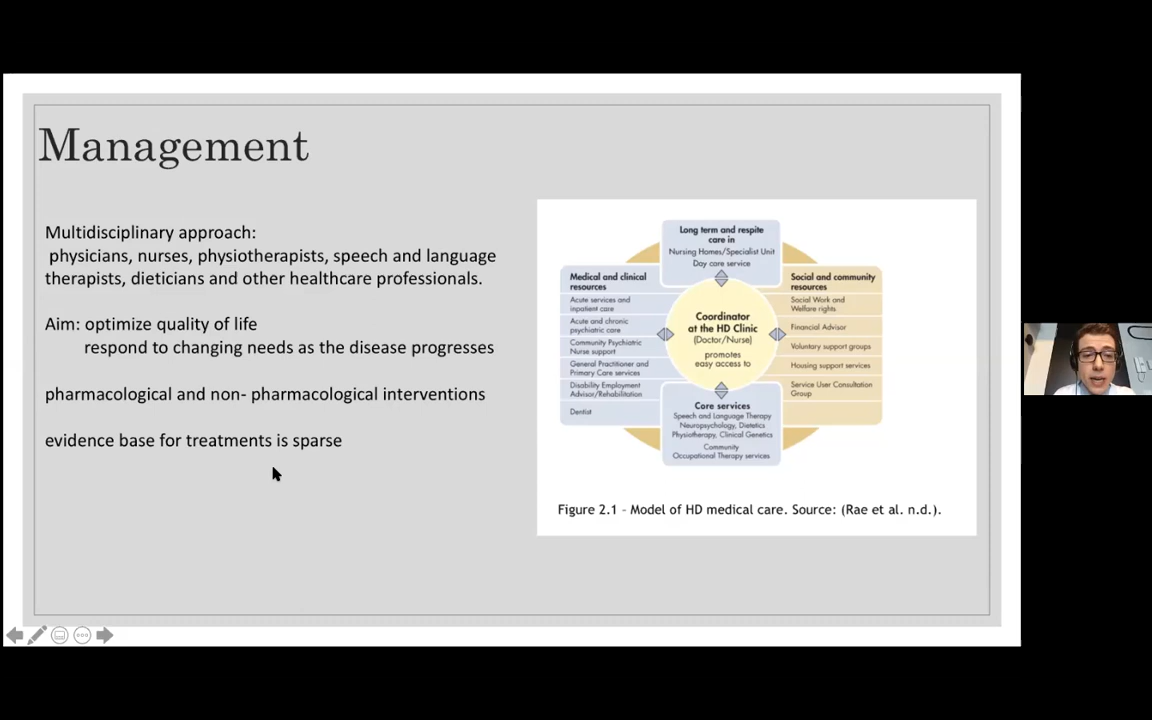 Management
Multidisciplinary approach:
physicians, nurses, physiotherapists, speech and language
therapists, dieticians and other healthcare professionals.
Aim: optimize quality of life
respond to changing needs as the disease progresses
pharmacological and non- pharmacological interventions
evidence base for treatments is sparse
Long term and respite
care in
Nursing Homes/Specialist Unit
Day care service
Medical and clinical
resources
Acute services and
inpatient care
Acute and chronic
psychiatric care
Community Psychiatric
Nurse support
General Practitioner and
Primary Care services
Disability Employment
Advisor/Rehabilitation
Dentist
Coordinator
at the HD Clinic
(Doctor/Nurse)
promotes
easy access to
Social and community
resources
Social Work and
Welfare rights
Financial Advisor
Voluntary support groups
Housing support services
Service User Consultation
Group
Core services
Speech and Language Therapy
Neuropsychology, Dietetics
Physiotherapy, Clinical Genetics
Community
Occupational Therapy services
Figure 2.1 - Model of HD medical care. Source: (Rae et al. n.d.).